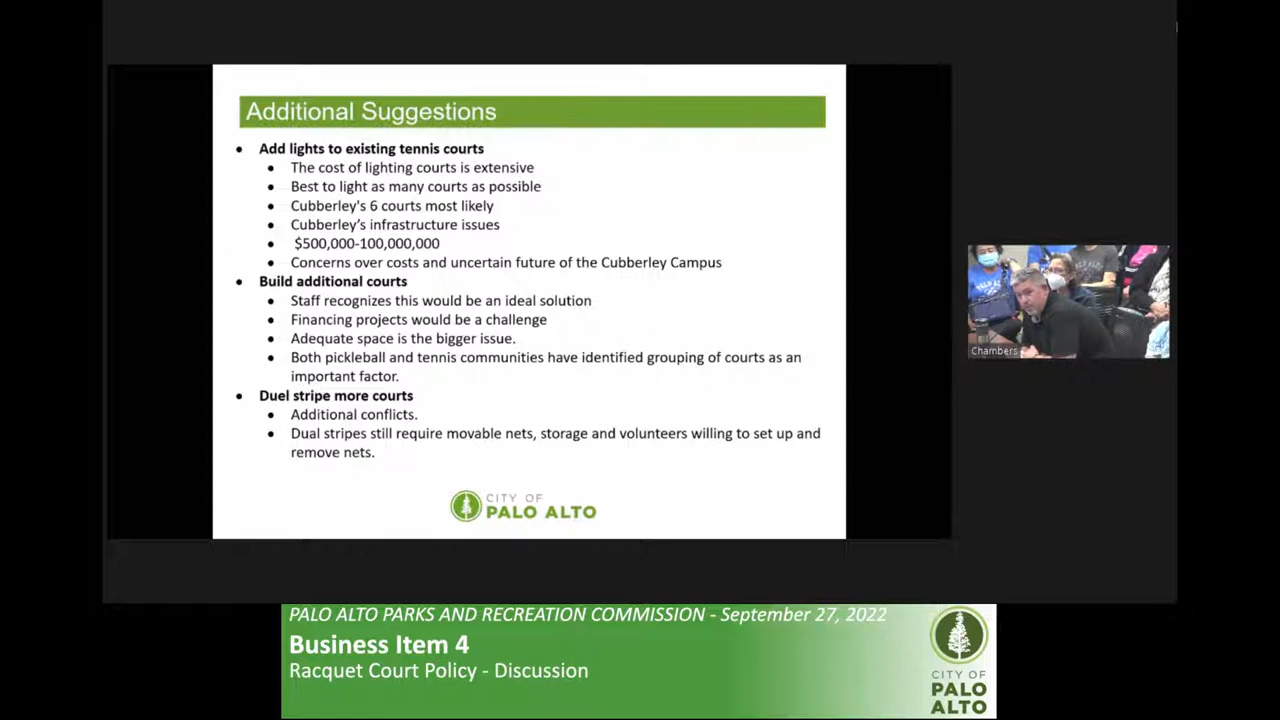 Additional Suggestions
• Add lights to existing tennis courts
• The cost of lighting courts is extensive
• Best to light as many courts as possible
• Cubberley's 6 courts most likely
• Cubberley’s infrastructure issues
• $500,000-100,000,000
• Concerns over costs and uncertain future of the Cubberley Campus
• Build additional courts
• Staff recognizes this would be an ideal solution
• Financing projects would be a challenge
• Adequate space is the bigger issue.
• Both pickleball and tennis communities have identified grouping of courts as an
important factor.
• Duel stripe more courts
• Additional conflicts.
• Dual stripes still require movable nets, storage and volunteers willing to set up and
remove nets.
CITY OF
PALO ALTO
Chambers
PALO ALTO PARKS AND RECREATION COMMISSION - September 27, 2022
Business Item 4
Racquet Court Policy - Discussion
CITY OF
PALO
ALTO